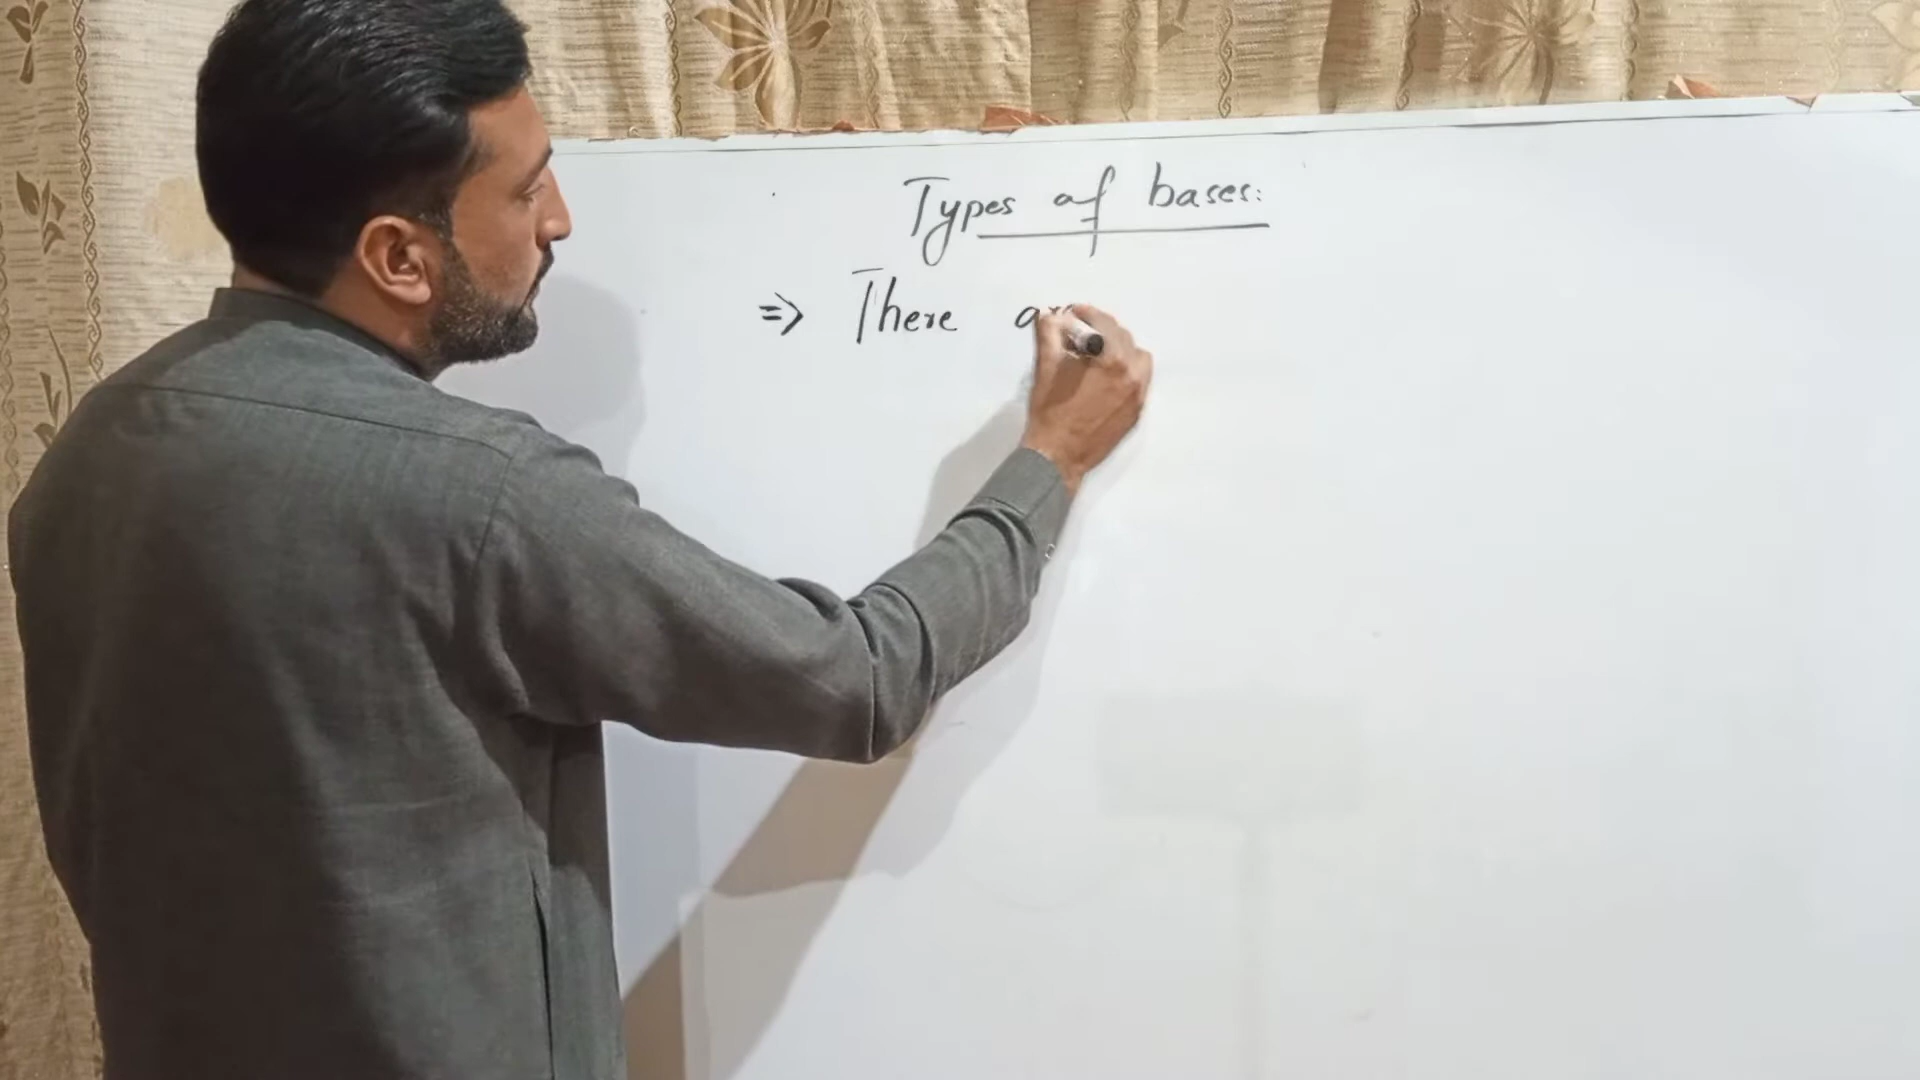 Types of bases:
=> There are